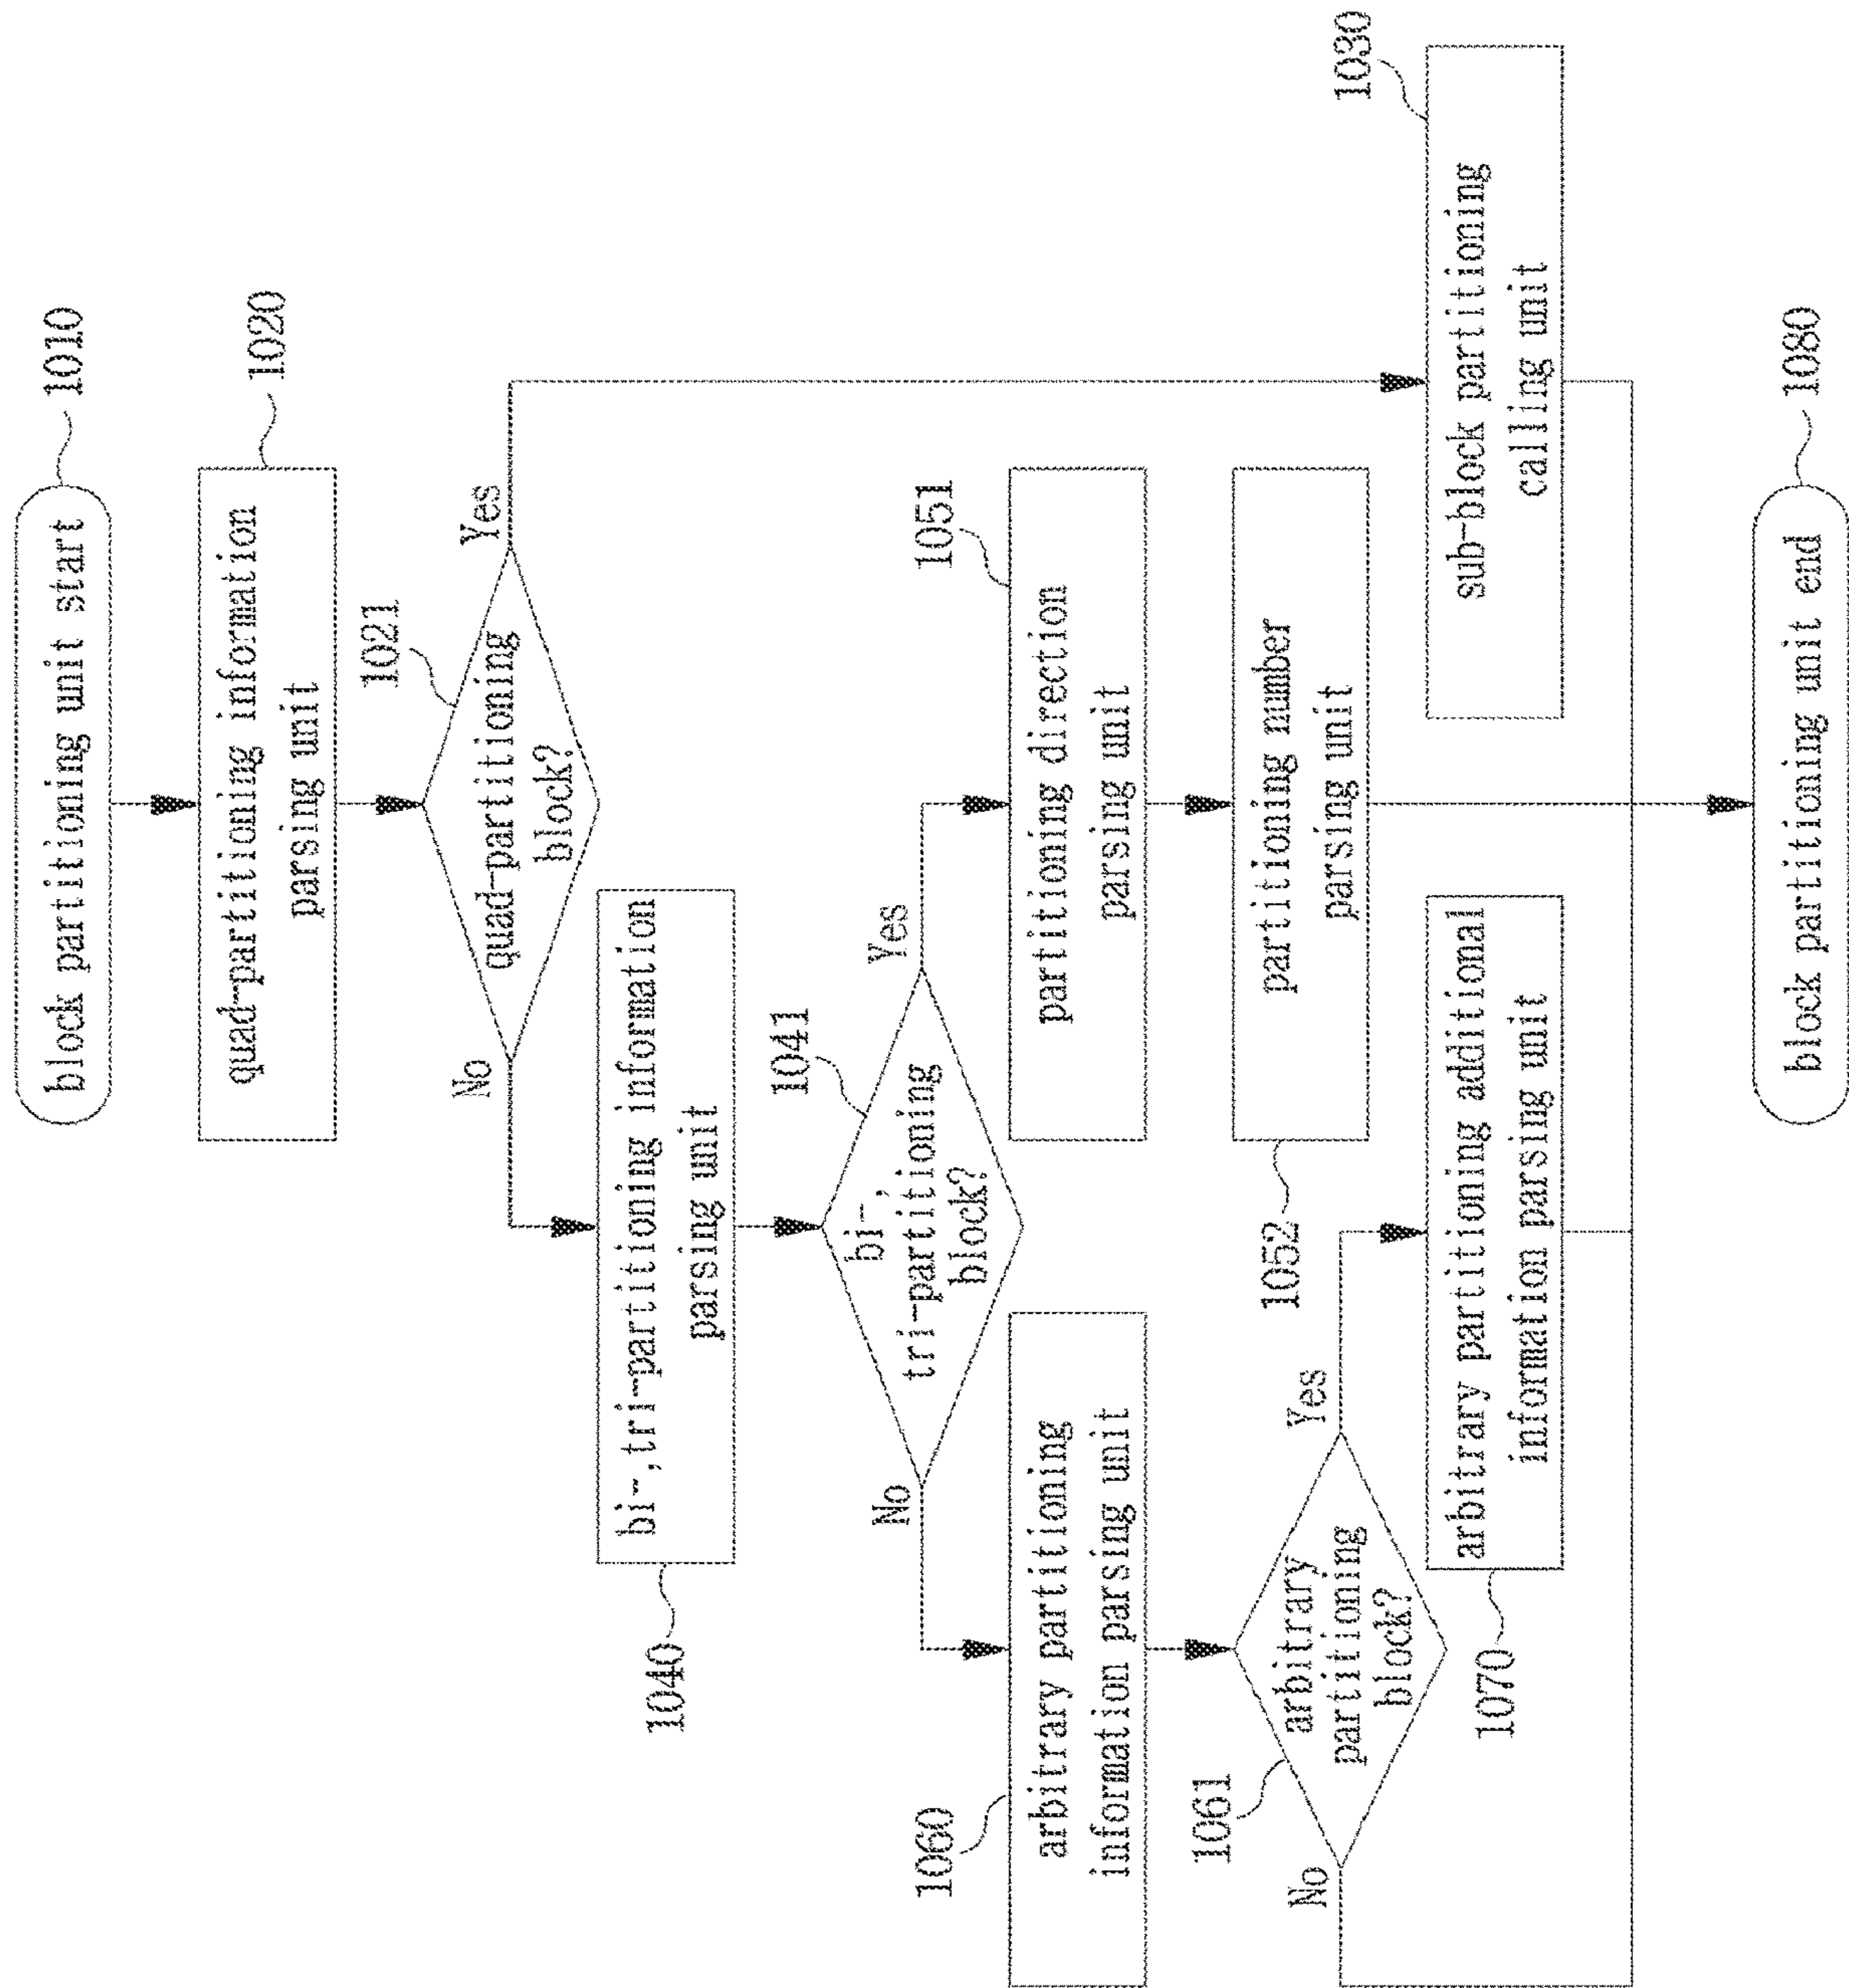 block partitioning unit start
1010
quad-partitioning information
parsing unit
1020
quad-partitioning
block?
1021
Yes
No
bi-,tri-partitioning information
parsing unit
1040
bi-,
tri-partitioning
block?
1041
Yes
No
partitioning direction
parsing unit
1051
partitioning number
parsing unit
1052
arbitrary partitioning
information parsing unit
1060
arbitrary
partitioning
block?
1061
Yes
No
arbitrary partitioning additional
information parsing unit
1070
sub-block partitioning
calling unit
1030
block partitioning unit end
1080